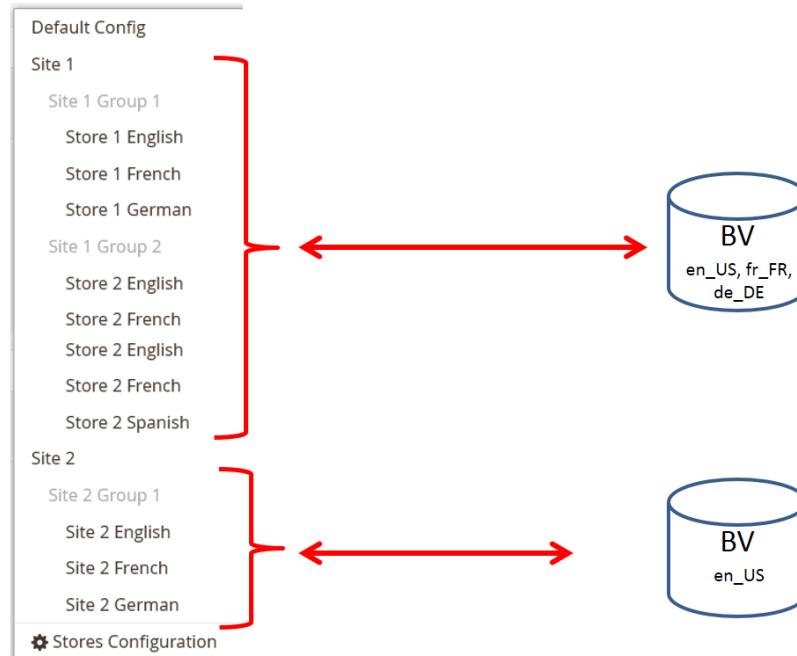 Default Config
Site 1
Site 1 Group 1
Store 1 English
Store 1 French
Store 1 German
Site 1 Group 2
Store 2 English
Store 2 French
Store 2 English
Store 2 French
Store 2 Spanish
Site 2
Site 2 Group 1
Site 2 English
Site 2 French
Site 2 German
Stores Configuration
BV
en_US, fr_FR,
de_DE
BV
en_US